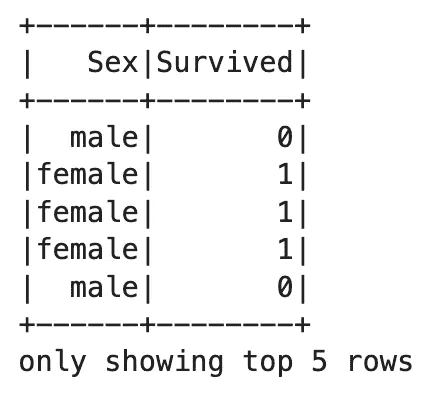 +------+--------+
|   Sex|Survived|
+------+--------+
|  male|       0|
|female|       1|
|female|       1|
|female|       1|
|  male|       0|
+------+--------+
only showing top 5 rows